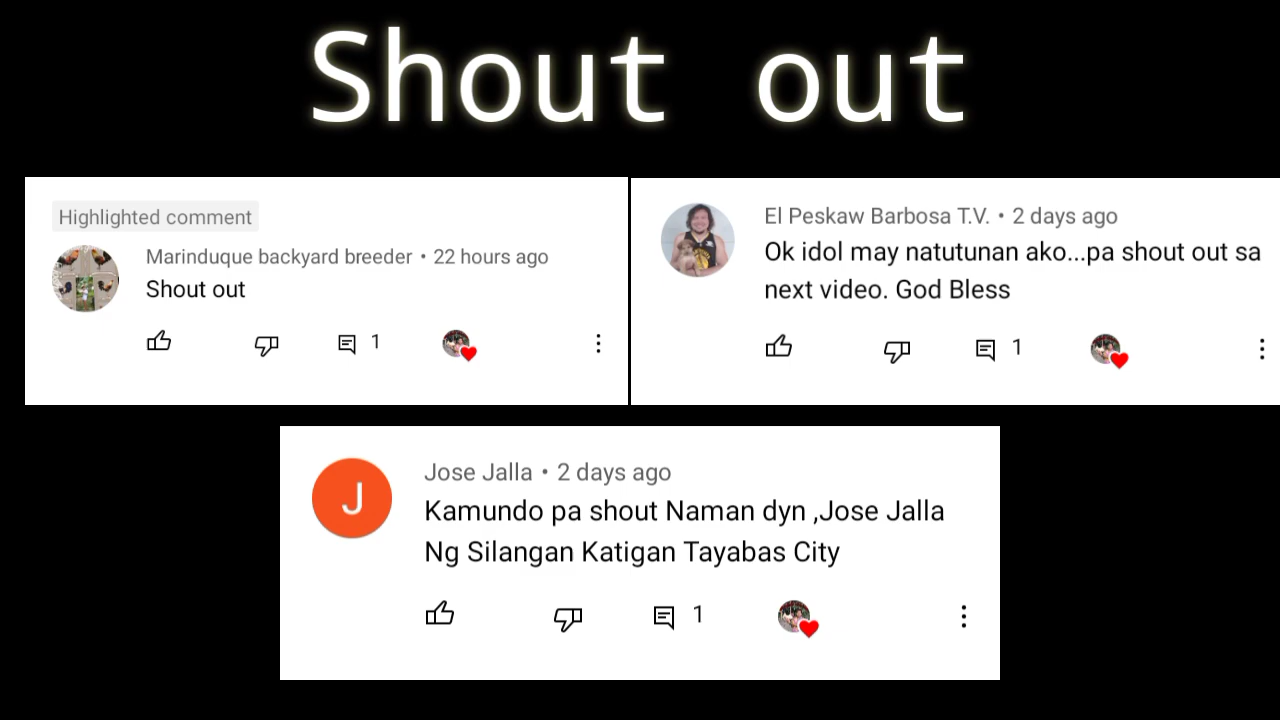 Shout out
Highlighted comment
Marinduque backyard breeder • 22 hours ago
Shout out
1
El Peskaw Barbosa T.V. • 2 days ago
Ok idol may natutunan ako...pa shout out sa
next video. God Bless
1
J
Jose Jalla • 2 days ago
Kamundo pa shout Naman dyn ,Jose Jalla
Ng Silangan Katigan Tayabas City
1